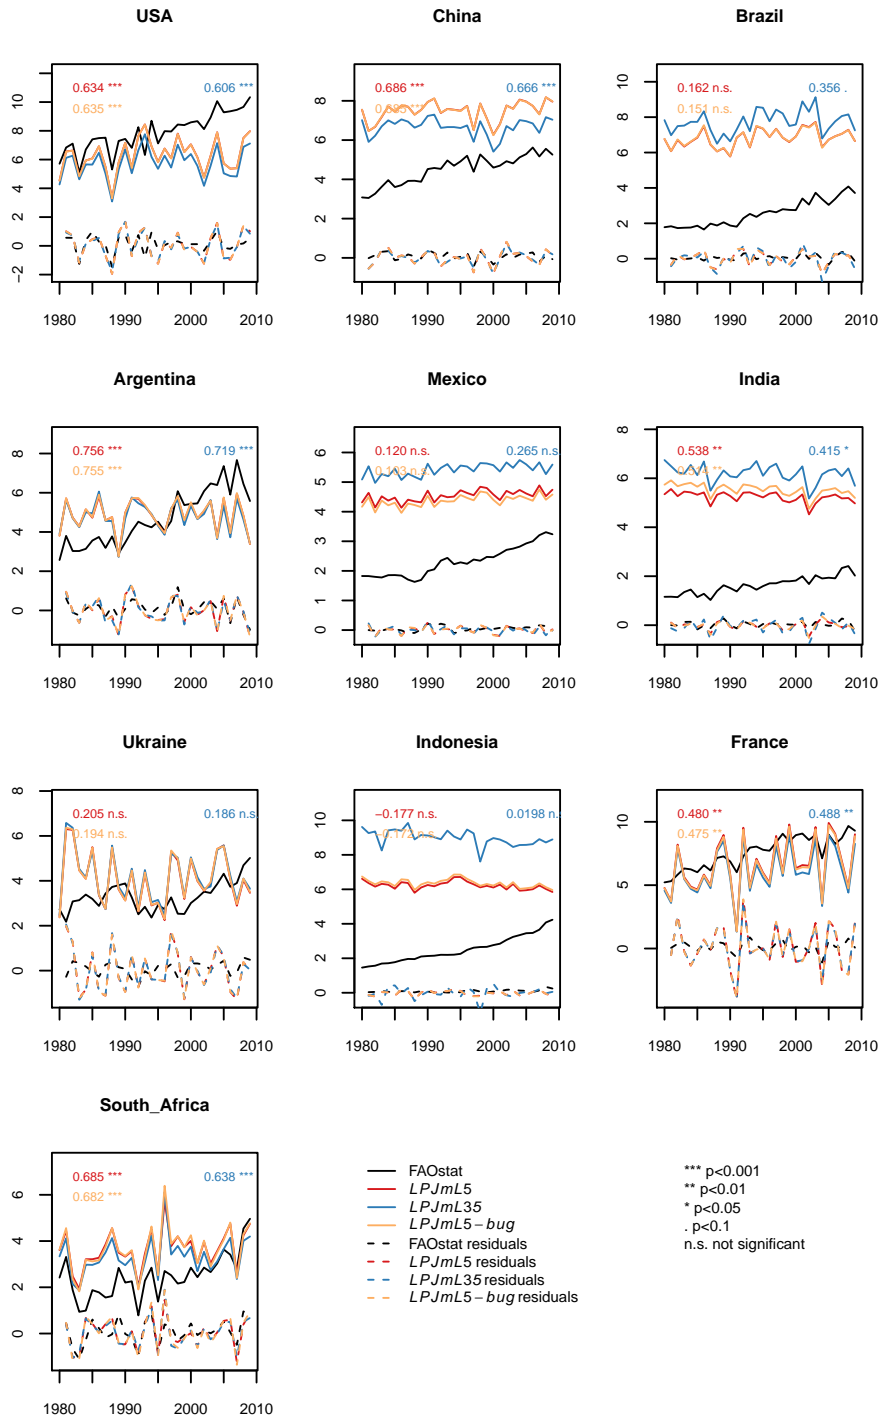 USA
China
Brazil
0.634 ***
0.606 ***
0.635 ***
0.686 ***
0.666 ***
0.162 n.s.
0.356 .
0.151 n.s.
−2 0 2 4 6 8 10
0 2 4 6 8
0 2 4 6 8 10
1980 1990 2000 2010
1980 1990 2000 2010
1980 1990 2000 2010
Argentina
Mexico
India
0.756 ***
0.719 ***
0.755 ***
0.120 n.s.
0.265 n.s
0.538 **
0.415 *
0 2 4 6 8
0 1 2 3 4 5 6
0 2 4 6 8
1980 1990 2000 2010
1980 1990 2000 2010
1980 1990 2000 2010
Ukraine
Indonesia
France
0.205 n.s.
0.186 n.s
0.194 n.s.
−0.177 n.s.
0.0198 n.s
−0.172 n.s.
0.480 **
0.488 **
0.475 **
0 2 4 6 8
0 2 4 6 8 10
0 5 10
1980 1990 2000 2010
1980 1990 2000 2010
1980 1990 2000 2010
South_Africa
0.685 ***
0.638 ***
0.682 ***
0 2 4 6
1980 1990 2000 2010
FAOstat
LPJmL5
LPJmL35
LPJmL5−bug
FAOstat residuals
LPJmL5 residuals
LPJmL35 residuals
LPJmL5−bug residuals
*** p<0.001
** p<0.01
* p<0.05
. p<0.1
n.s. not significant